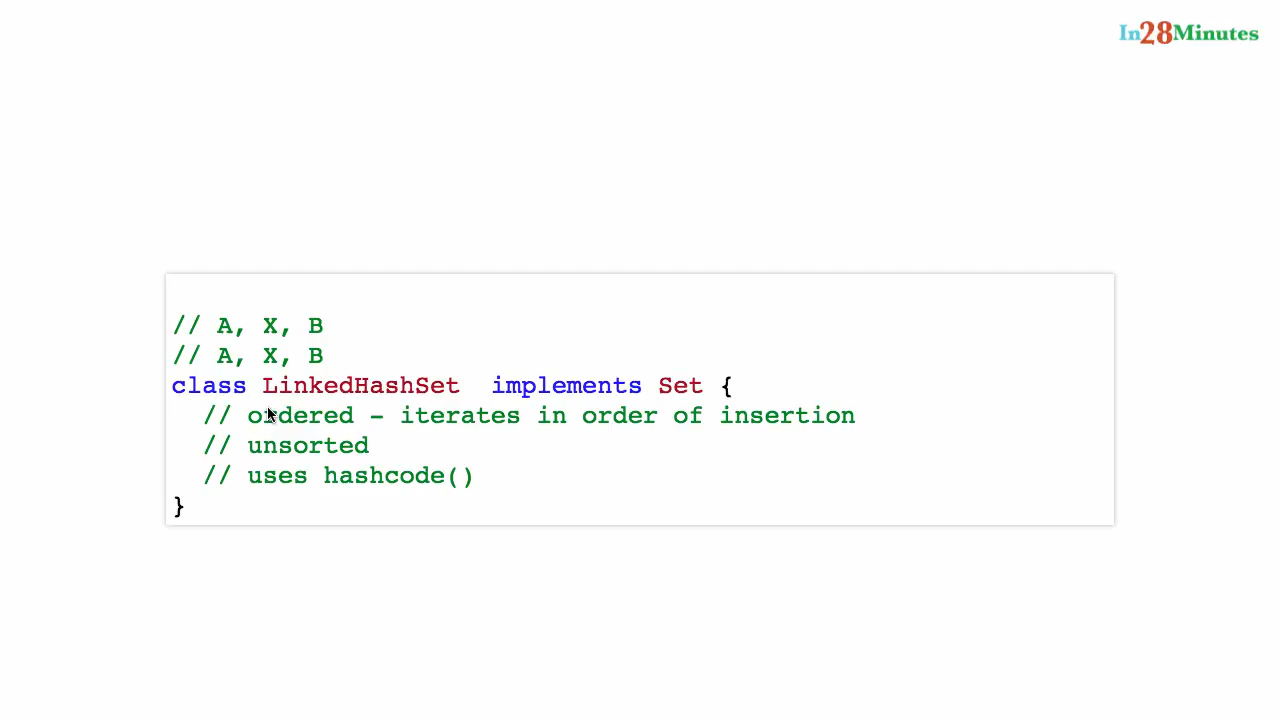 In28Minutes
// A, X, B
// A, X, B
class LinkedHashSet  implements Set {
  // ordered – iterates in order of insertion
  // unsorted
  // uses hashcode()
}